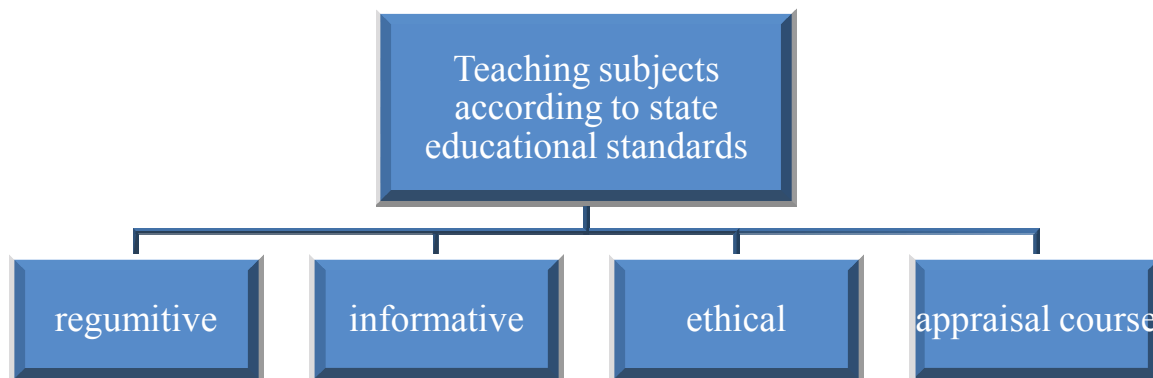 Teaching subjects
according to state
educational standards
regumitive
informative
ethical
appraisal course